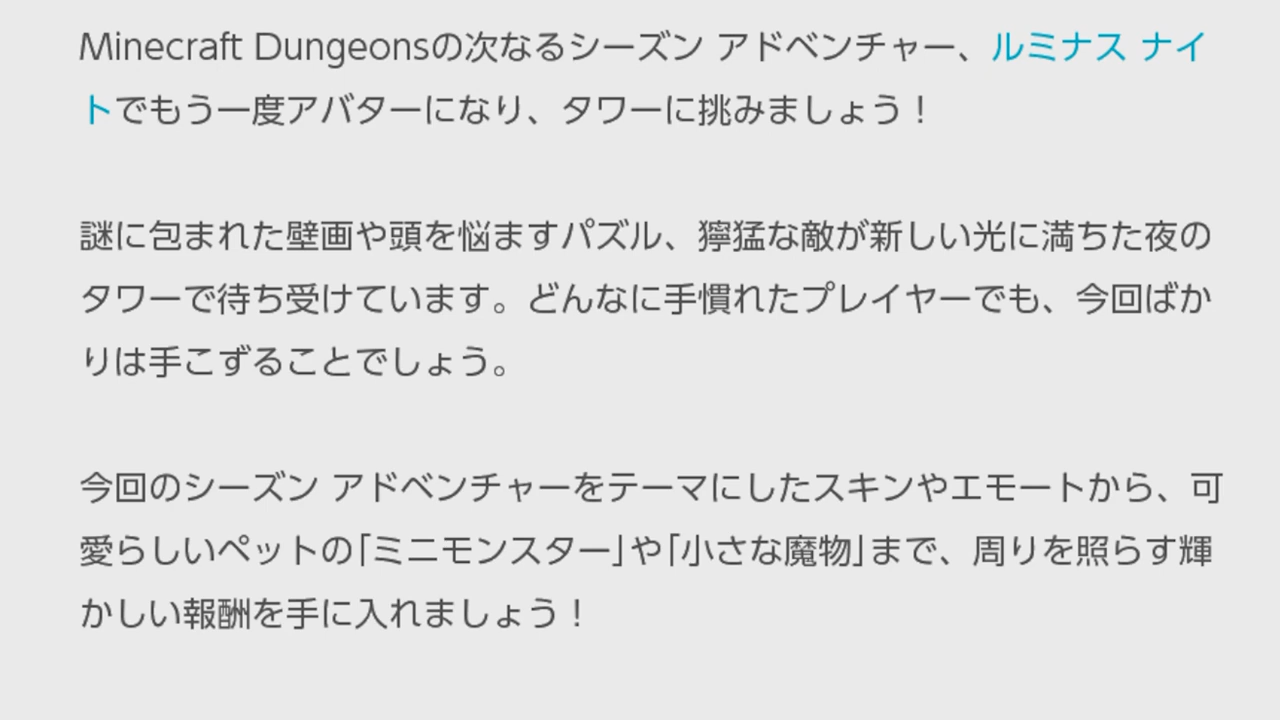 Minecraft Dungeonsの次なるシーズン アドベンチャー、ルミナス ナイ
トでもう一度アバターになり、タワーに挑みましょう！
謎に包まれた壁画や頭を悩ますパズル、獰猛な敵が新しい光に満ちた夜の
タワーで待ち受けています。どんなに手慣れたプレイヤーでも、今回ばか
りは手こずることでしょう。
今回のシーズン アドベンチャーをテーマにしたスキンやエモートから、可
愛らしいペットの｢ミニモンスター｣や｢小さな魔物｣まで、周りを照らす輝
かしい報酬を手に入れましょう！